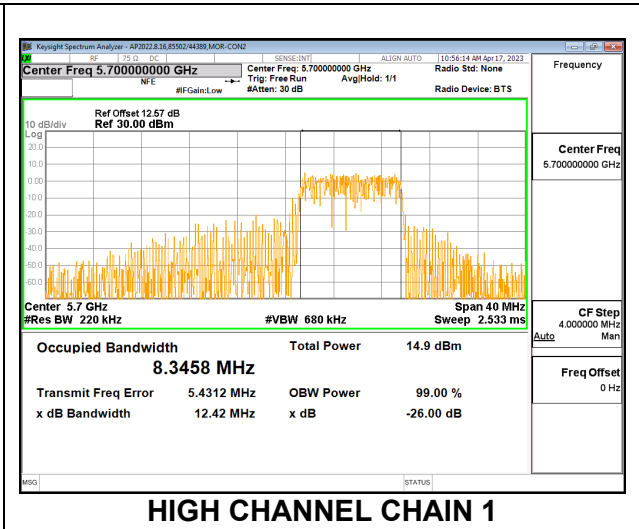 Keysight Spectrum Analyzer - AP2022.8.16,85502/44389,MOR-CON2
RF 75 Ω DC SENSE:INT ALIGN AUTO 10:56:14 AM Apr 17, 2023
Center Freq 5.700000000 GHz Center Freq: 5.700000000 GHz Radio Std: None Frequency
NFE Trig: Free Run Avg|Hold: 1/1
#IFGain:Low #Atten: 30 dB Radio Device: BTS
Ref Offset 12.57 dB
10 dB/div Ref 30.00 dBm
Log
20.0
10.0
0.00
-10.0
-20.0
-30.0
-40.0
-50.0
-60.0
Center Freq
5.700000000 GHz
Center 5.7 GHz Span 40 MHz
#Res BW 220 kHz #VBW 680 kHz Sweep 2.533 ms
CF Step
4.000000 MHz
Auto Man
Freq Offset
0 Hz
Occupied Bandwidth Total Power 14.9 dBm
8.3458 MHz
Transmit Freq Error 5.4312 MHz OBW Power 99.00 %
x dB Bandwidth 12.42 MHz x dB -26.00 dB
MSG STATUS
HIGH CHANNEL CHAIN 1